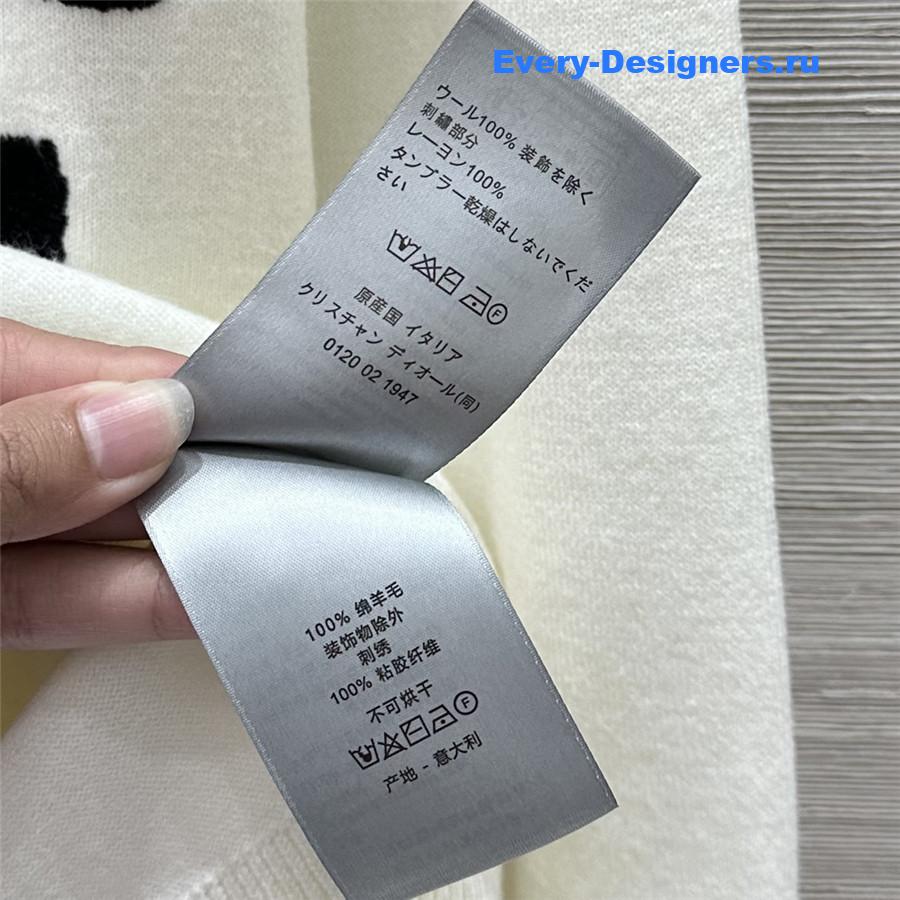 Every-Designers.ru
ウール100% 装飾を除く
刺繍部分
レーヨン100%
タンブラー乾燥はしないでくだ
さい
F
原産国 イタリア
クリスチャン ディオール(同)
0120 02 1947
100% 绵羊毛
装饰物除外
刺绣
100% 粘胶纤维
不可烘干
F
产地 - 意大利